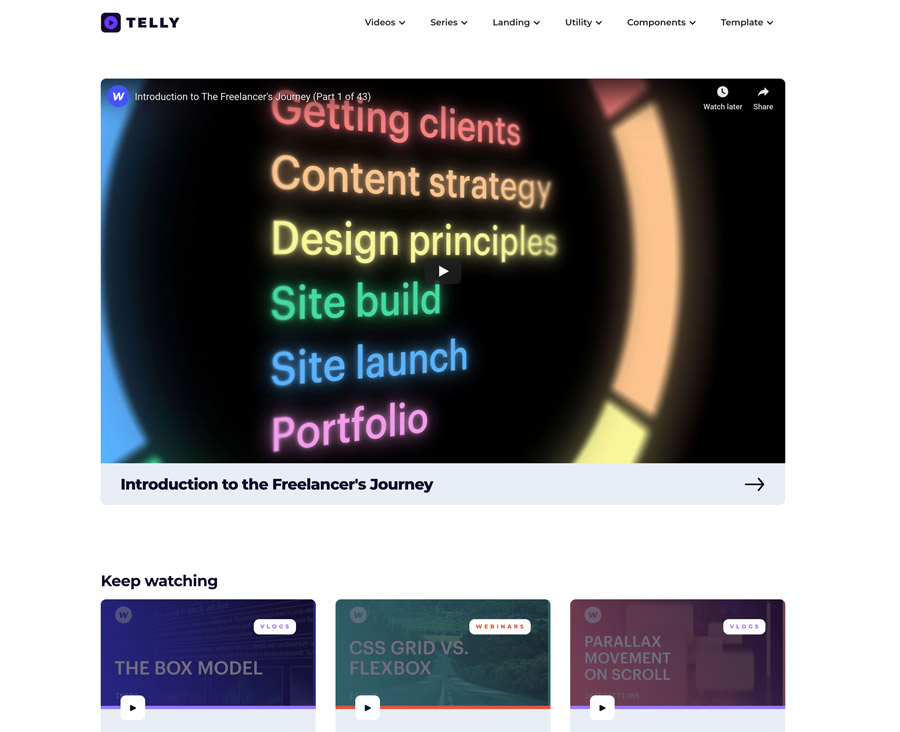 TELLY
Videos
Series
Landing
Utility
Components
Template
W
Introduction to The Freelancer's Journey (Part 1 of 43)
Watch later
Share
Getting clients
Content strategy
Design principles
Site build
Site launch
Portfolio
Introduction to the Freelancer's Journey
Keep watching
W
VLOGS
THE BOX MODEL
W
WEBINARS
CSS GRID VS.
FLEXBOX
W
VLOGS
PARALLAX
MOVEMENT
ON SCROLL